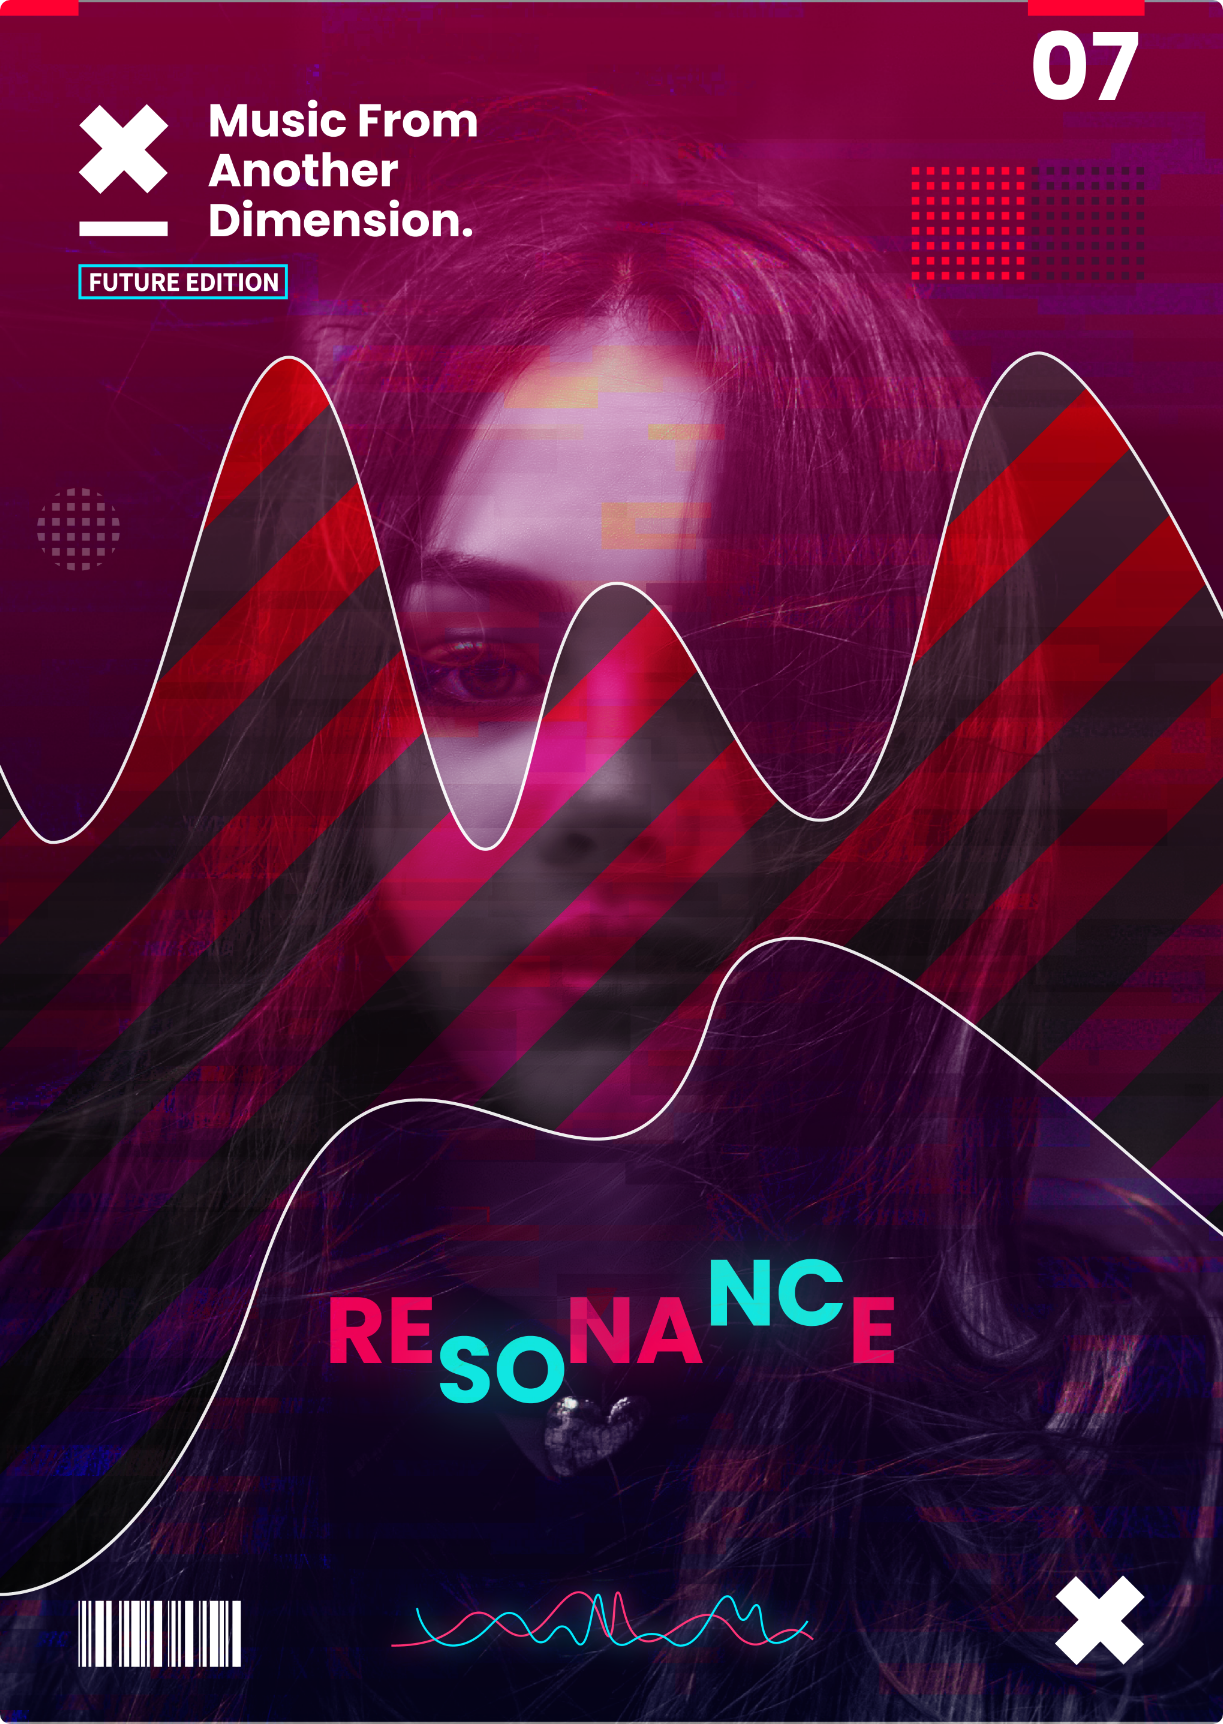 07
Music From
Another
Dimension.
FUTURE EDITION
RESONANCE